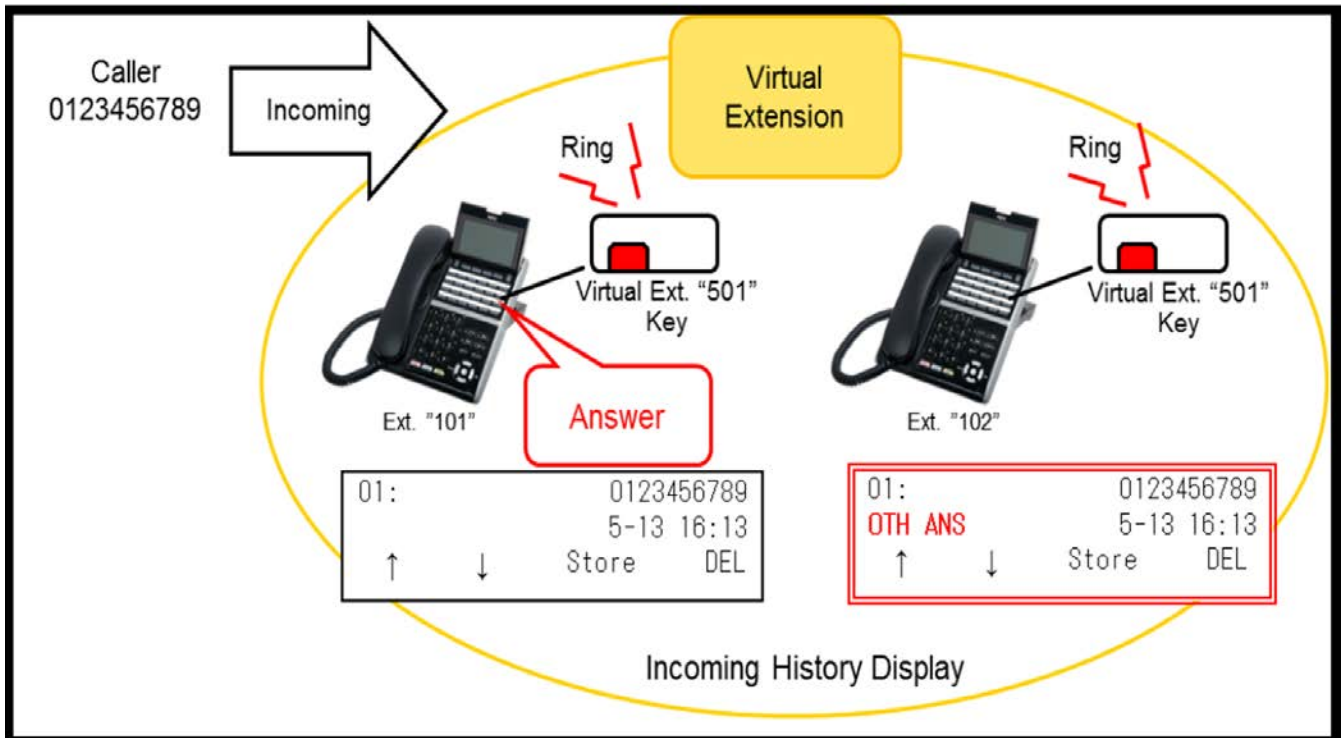 Caller
0123456789
Incoming
Virtual
Extension
Ring
Virtual Ext. “501”
Key
Ext. ”101”
Answer
Ring
Virtual Ext. “501”
Key
Ext. ”102”
01: 0123456789
5-13 16:13
↑ ↓ Store DEL
01: 0123456789
OTH ANS 5-13 16:13
↑ ↓ Store DEL
Incoming History Display